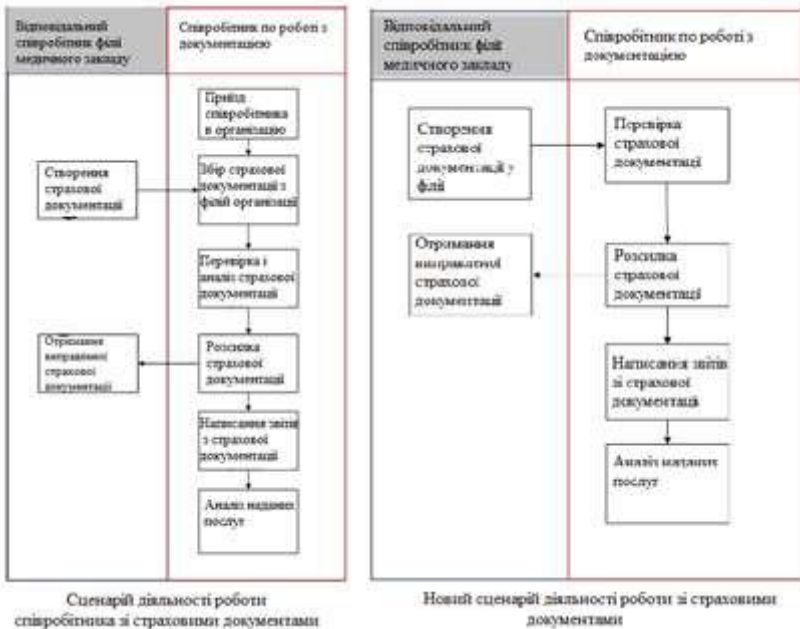 Відповідальний
співробітник філії
медичного закладу
Співробітник по роботі з
документацією
Приїзд
співробітника
в організацію
Створення
страхової
документації
Збір страхової
документації з
філій організації
Перевірка і
аналіз страхової
документації
Отримання
виправленої
страхової
документації
Розсилка
страхової
документації
Написання звітів
з страхової
документації
Аналіз наданих
послуг
Сценарій діяльності роботи
співробітника зі страховими документами
Відповідальний
співробітник філії
медичного закладу
Співробітник по роботі з
документацією
Створення
страхової
документації у
філії
Перевірка
страхової
документації
Отримання
виправленої
страхової
документації
Розсилка
страхової
документації
Написання звітів
зі страхової
документації
Аналіз наданих
послуг
Новий сценарій діяльності роботи зі страховими
документами